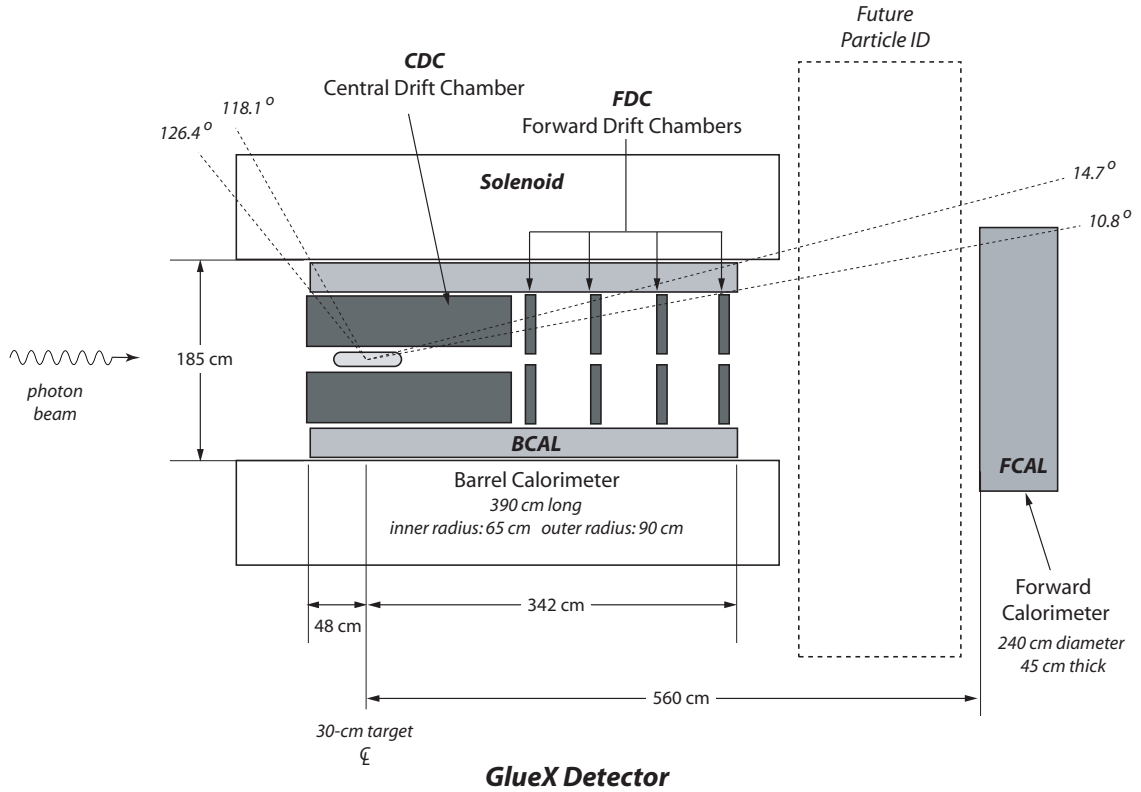 Future
Particle ID
CDC
Central Drift Chamber
FDC
Forward Drift Chambers
118.1 o
126.4 o
Solenoid
14.7 o
10.8 o
185 cm
photon
beam
BCAL
FCAL
Barrel Calorimeter
390 cm long
inner radius: 65 cm outer radius: 90 cm
342 cm
48 cm
Forward
Calorimeter
240 cm diameter
45 cm thick
560 cm
30-cm target
℄
GlueX Detector